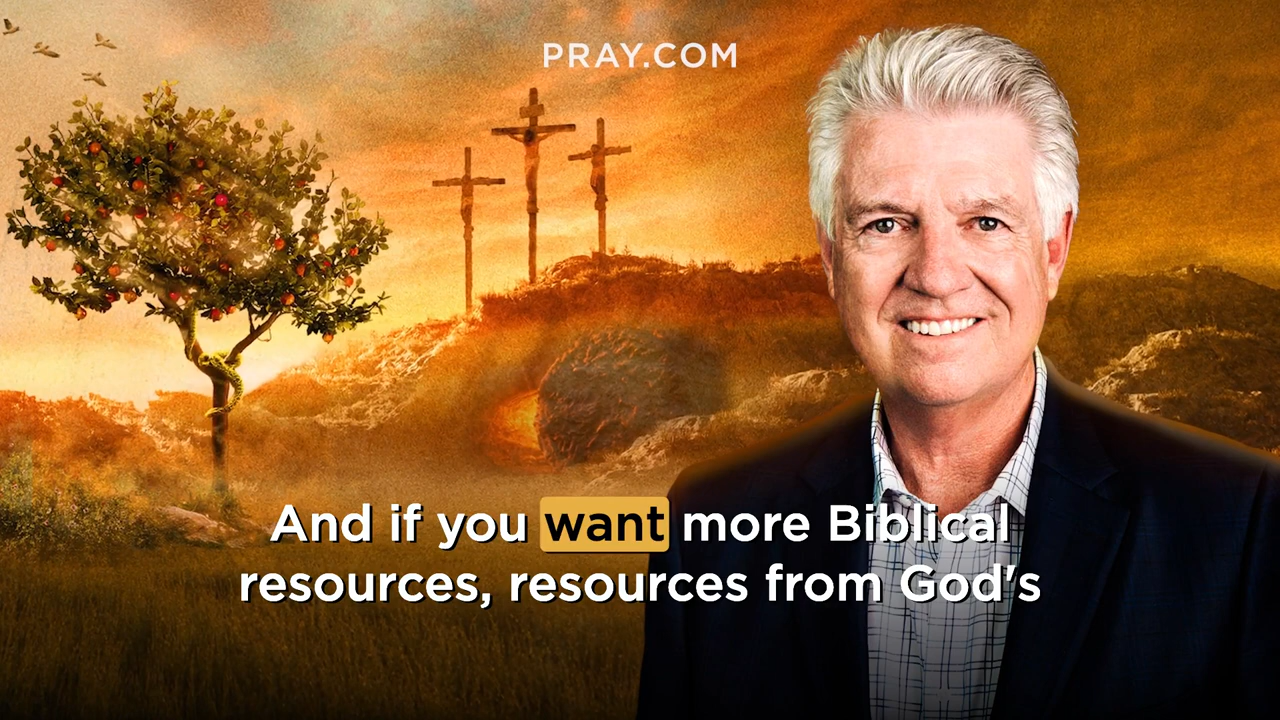 PRAY.COM
And if you want more Biblical
resources, resources from God's